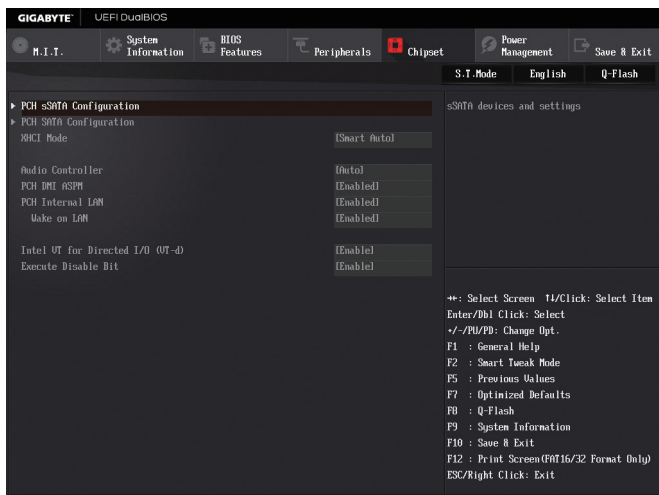 GIGABYTE™ UEFI DualBIOS
M.I.T.
System Information
BIOS Features
Peripherals
Chipset
Power Management
Save & Exit
S.T.Mode English Q-Flash
PCH sSATA Configuration
PCH SATA Configuration
XHCI Mode [Smart Auto]
Audio Controller [Auto]
PCH DMI ASPM [Enabled]
PCH Internal LAN [Enabled]
Wake on LAN [Enabled]
Intel VT for Directed I/O (VT-d) [Enable]
Execute Disable Bit [Enable]
sSATA devices and settings
→←: Select Screen ↑↓/Click: Select Item
Enter/Dbl Click: Select
+/-/PU/PD: Change Opt.
F1 : General Help
F2 : Smart Tweak Mode
F5 : Previous Values
F7 : Optimized Defaults
F8 : Q-Flash
F9 : System Information
F10 : Save & Exit
F12 : Print Screen(FAT16/32 Format Only)
ESC/Right Click: Exit